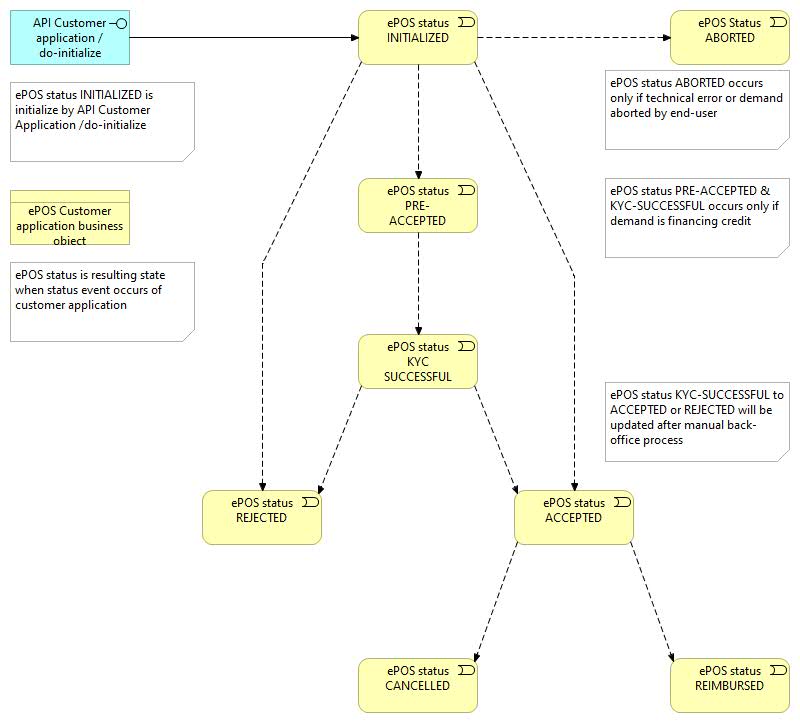 API Customer
application /
do-initialize
ePOS status
INITIALIZED
ePOS Status
ABORTED
ePOS status INITIALIZED is
initialize by API Customer
Application /do-initialize
ePOS status ABORTED occurs
only if technical error or demand
aborted by end-user
ePOS Customer
application business
object
ePOS status
PRE-
ACCEPTED
ePOS status PRE-ACCEPTED &
KYC-SUCCESSFUL occurs only if
demand is financing credit
ePOS status is resulting state
when status event occurs of
customer application
ePOS status
KYC
SUCCESSFUL
ePOS status KYC-SUCCESSFUL to
ACCEPTED or REJECTED will be
updated after manual back-
office process
ePOS status
REJECTED
ePOS status
ACCEPTED
ePOS status
CANCELLED
ePOS status
REIMBURSED